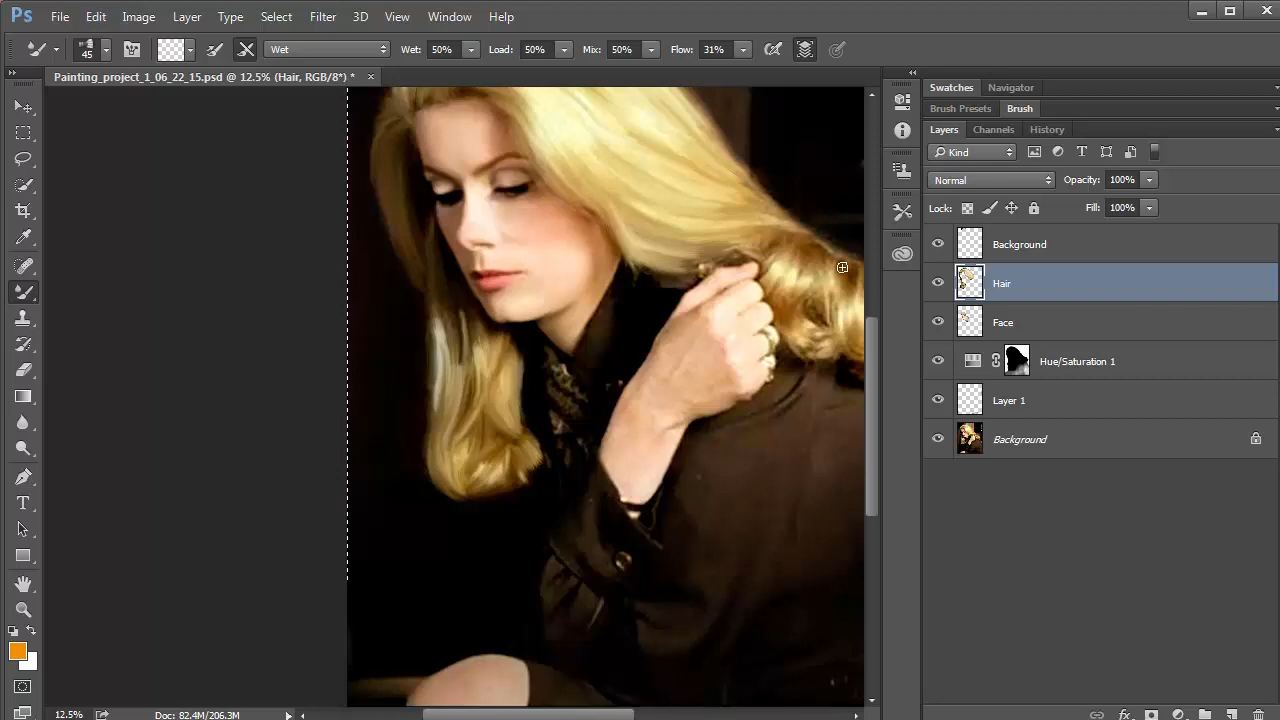 Ps File Edit Image Layer Type Select Filter 3D View Window Help
45 Wet Wet: 50% Load: 50% Mix: 50% Flow: 31%
Painting_project_1_06_22_15.psd @ 12.5% (Hair, RGB/8*) * ×
Swatches Navigator
Brush Presets Brush
Layers Channels History
Kind
Normal Opacity: 100%
Lock: Fill: 100%
Background
Hair
Face
Hue/Saturation 1
Layer 1
Background
12.5% Doc: 82.4M/206.3M